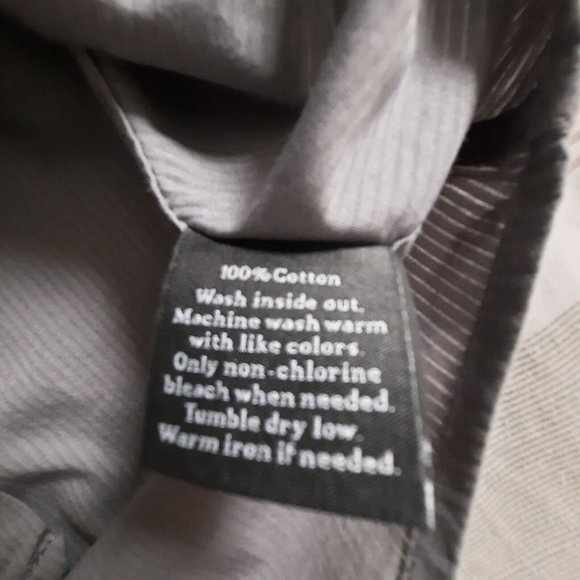 100% Cotton
Wash inside out.
Machine wash warm
with like colors.
Only non-chlorine
bleach when needed.
Tumble dry low.
Warm iron if needed.